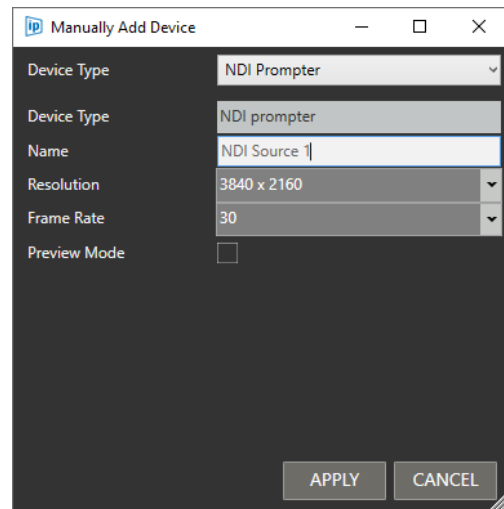 ip Manually Add Device
Device Type NDI Prompter
Device Type NDI prompter
Name NDI Source 1
Resolution 3840 x 2160
Frame Rate 30
Preview Mode
APPLY CANCEL